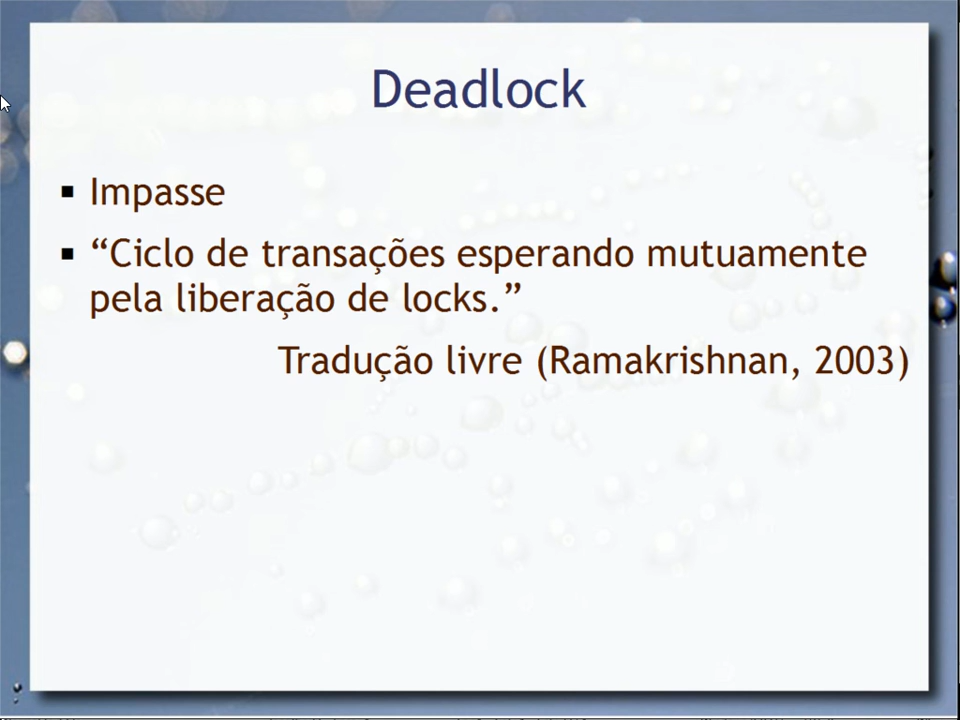 Deadlock
▪ Impasse
▪ “Ciclo de transações esperando mutuamente
pela liberação de locks.”
Tradução livre (Ramakrishnan, 2003)